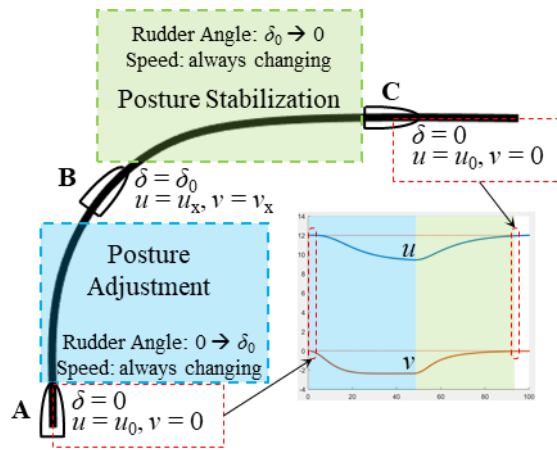 Rudder Angle: δ₀ → 0
Speed: always changing
Posture Stabilization
C
δ = 0
u = u₀, v = 0
B
δ = δ₀
u = uₓ, v = vₓ
Posture
Adjustment
Rudder Angle: 0 → δ₀
Speed: always changing
A
δ = 0
u = u₀, v = 0
14
12
10
8
6
4
2
0
-2
-4
u
v
0 20 40 60 80 100